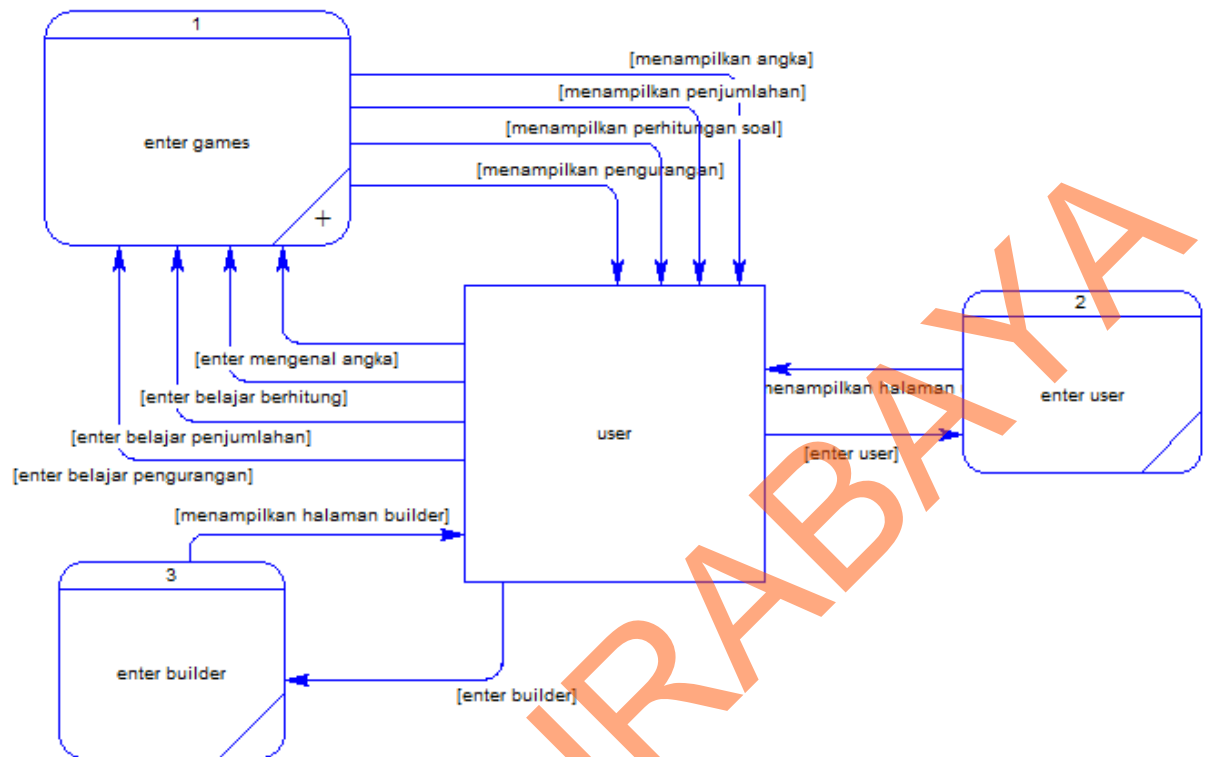 1
[menampilkan angka]
[menampilkan penjumlahan]
[menampilkan perhitungan soal]
enter games
[menampilkan pengurangan]
+
2
[enter mengenal angka]
menampilkan halaman
enter user
[enter belajar berhitung]
user
[enter belajar penjumlahan]
[enter user]
[enter belajar pengurangan]
[menampilkan halaman builder]
3
enter builder
[enter builder]
URABAYA